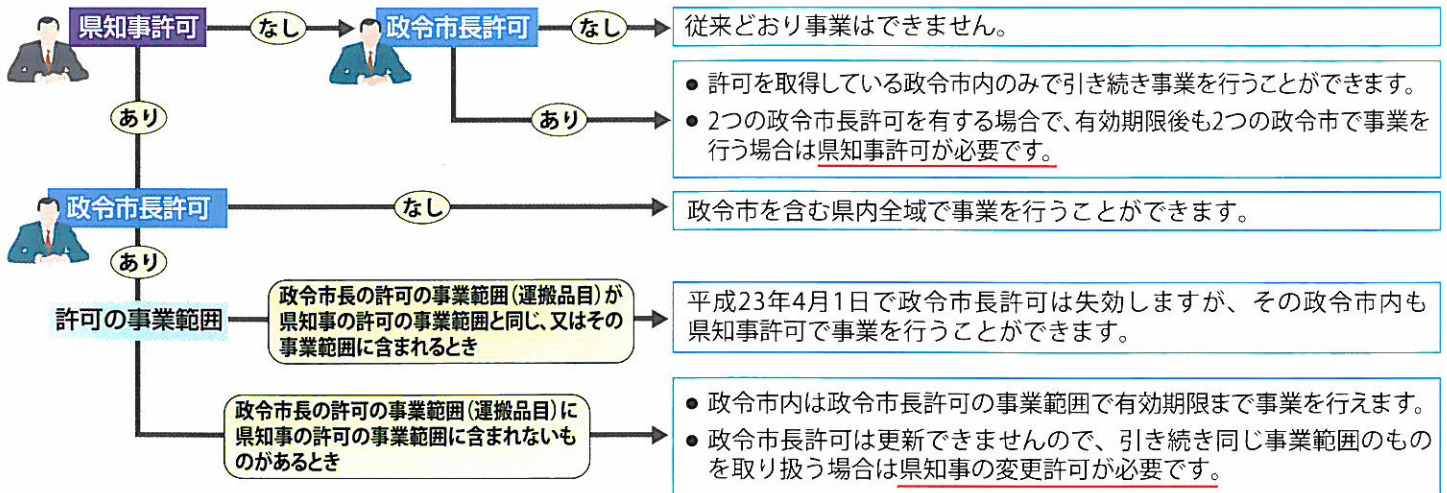 県知事許可
なし
政令市長許可
なし
従来どおり事業はできません。
あり
● 許可を取得している政令市内のみで引き続き事業を行うことができます。
● 2つの政令市長許可を有する場合で、有効期限後も2つの政令市で事業を
行う場合は県知事許可が必要です。
あり
政令市長許可
なし
政令市を含む県内全域で事業を行うことができます。
あり
許可の事業範囲
政令市長の許可の事業範囲(運搬品目)が
県知事の許可の事業範囲と同じ、又はその
事業範囲に含まれるとき
平成23年4月1日で政令市長許可は失効しますが、その政令市内も
県知事許可で事業を行うことができます。
政令市長の許可の事業範囲(運搬品目)に
県知事の許可の事業範囲に含まれないも
のがあるとき
● 政令市内は政令市長許可の事業範囲で有効期限まで事業を行えます。
● 政令市長許可は更新できませんので、引き続き同じ事業範囲のもの
を取り扱う場合は県知事の変更許可が必要です。